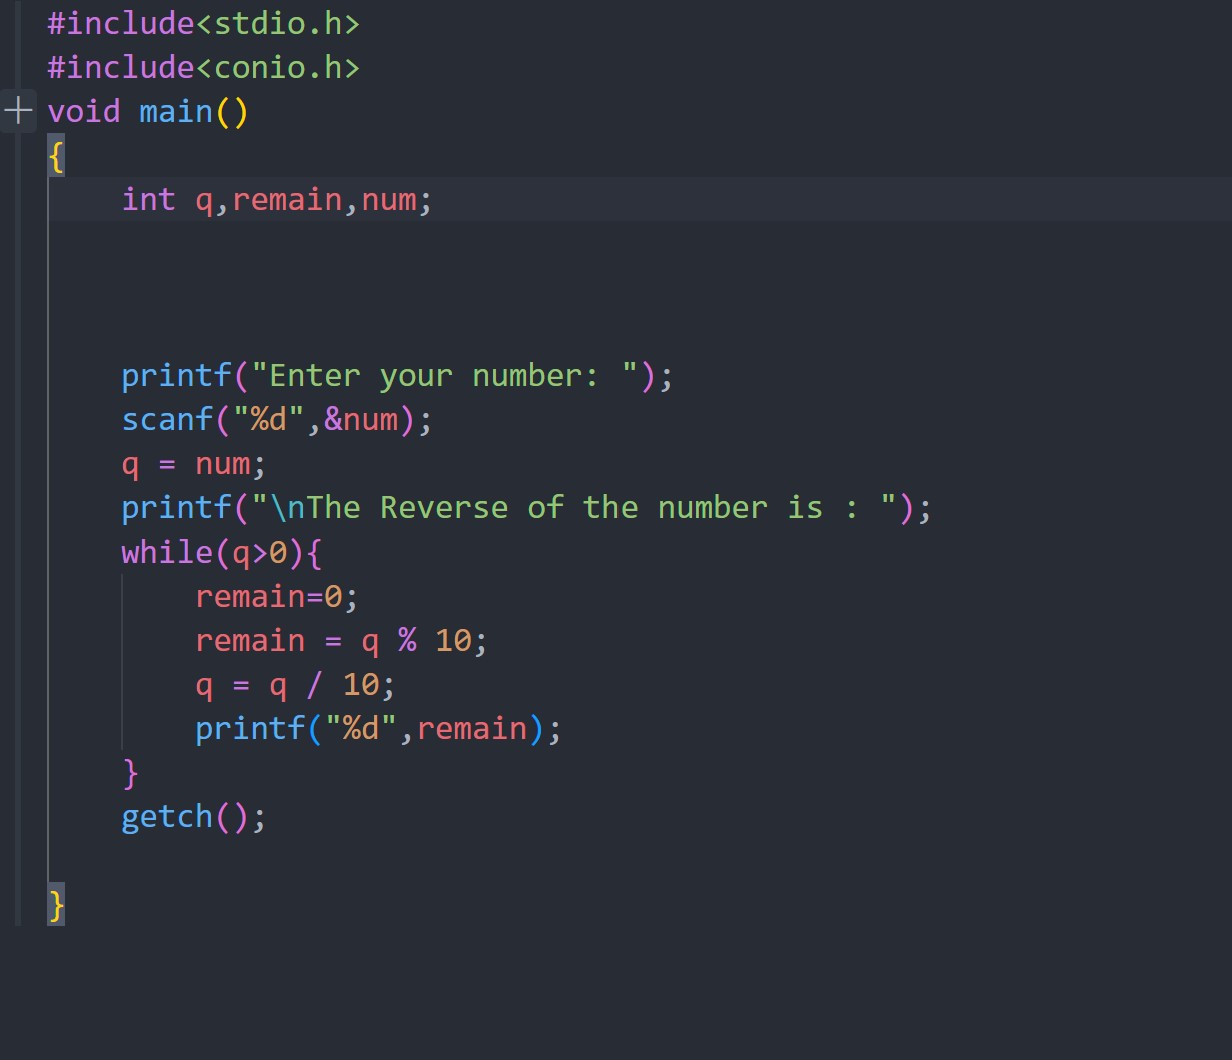 #include<stdio.h>
#include<conio.h>
void main()
{
    int q,remain,num;
    printf("Enter your number: ");
    scanf("%d",&num);
    q = num;
    printf("\nThe Reverse of the number is : ");
    while(q>0){
        remain=0;
        remain = q % 10;
        q = q / 10;
        printf("%d",remain);
    }
    getch();
}